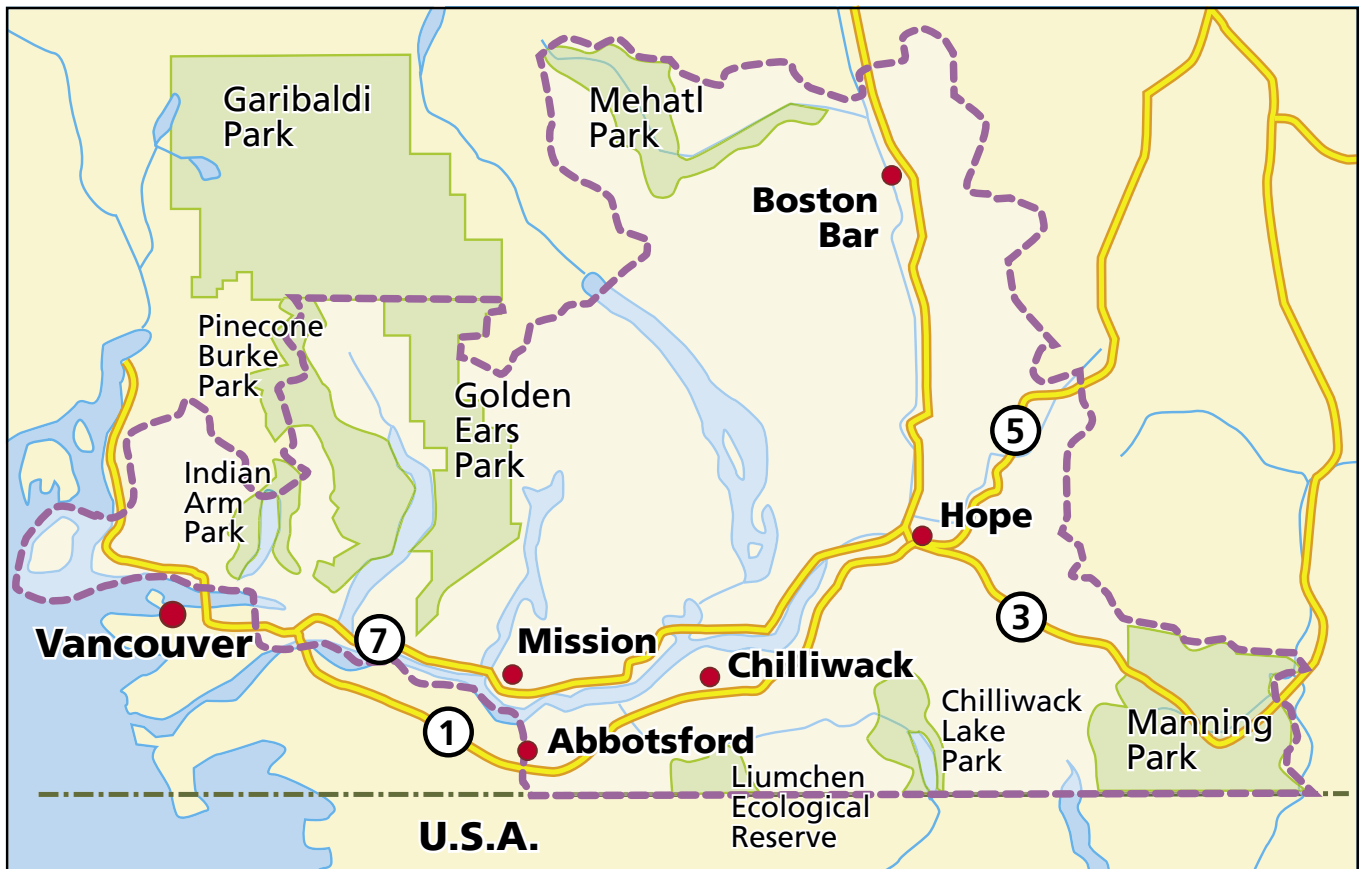 Garibaldi
Park
Mehatl
Park
Boston
Bar
Pinecone
Burke
Park
Golden
Ears
Park
5
Indian
Arm
Park
Hope
3
Vancouver
7
Mission
Chilliwack
1
Abbotsford
Chilliwack
Lake
Park
Manning
Park
Liumchen
Ecological
Reserve
U.S.A.